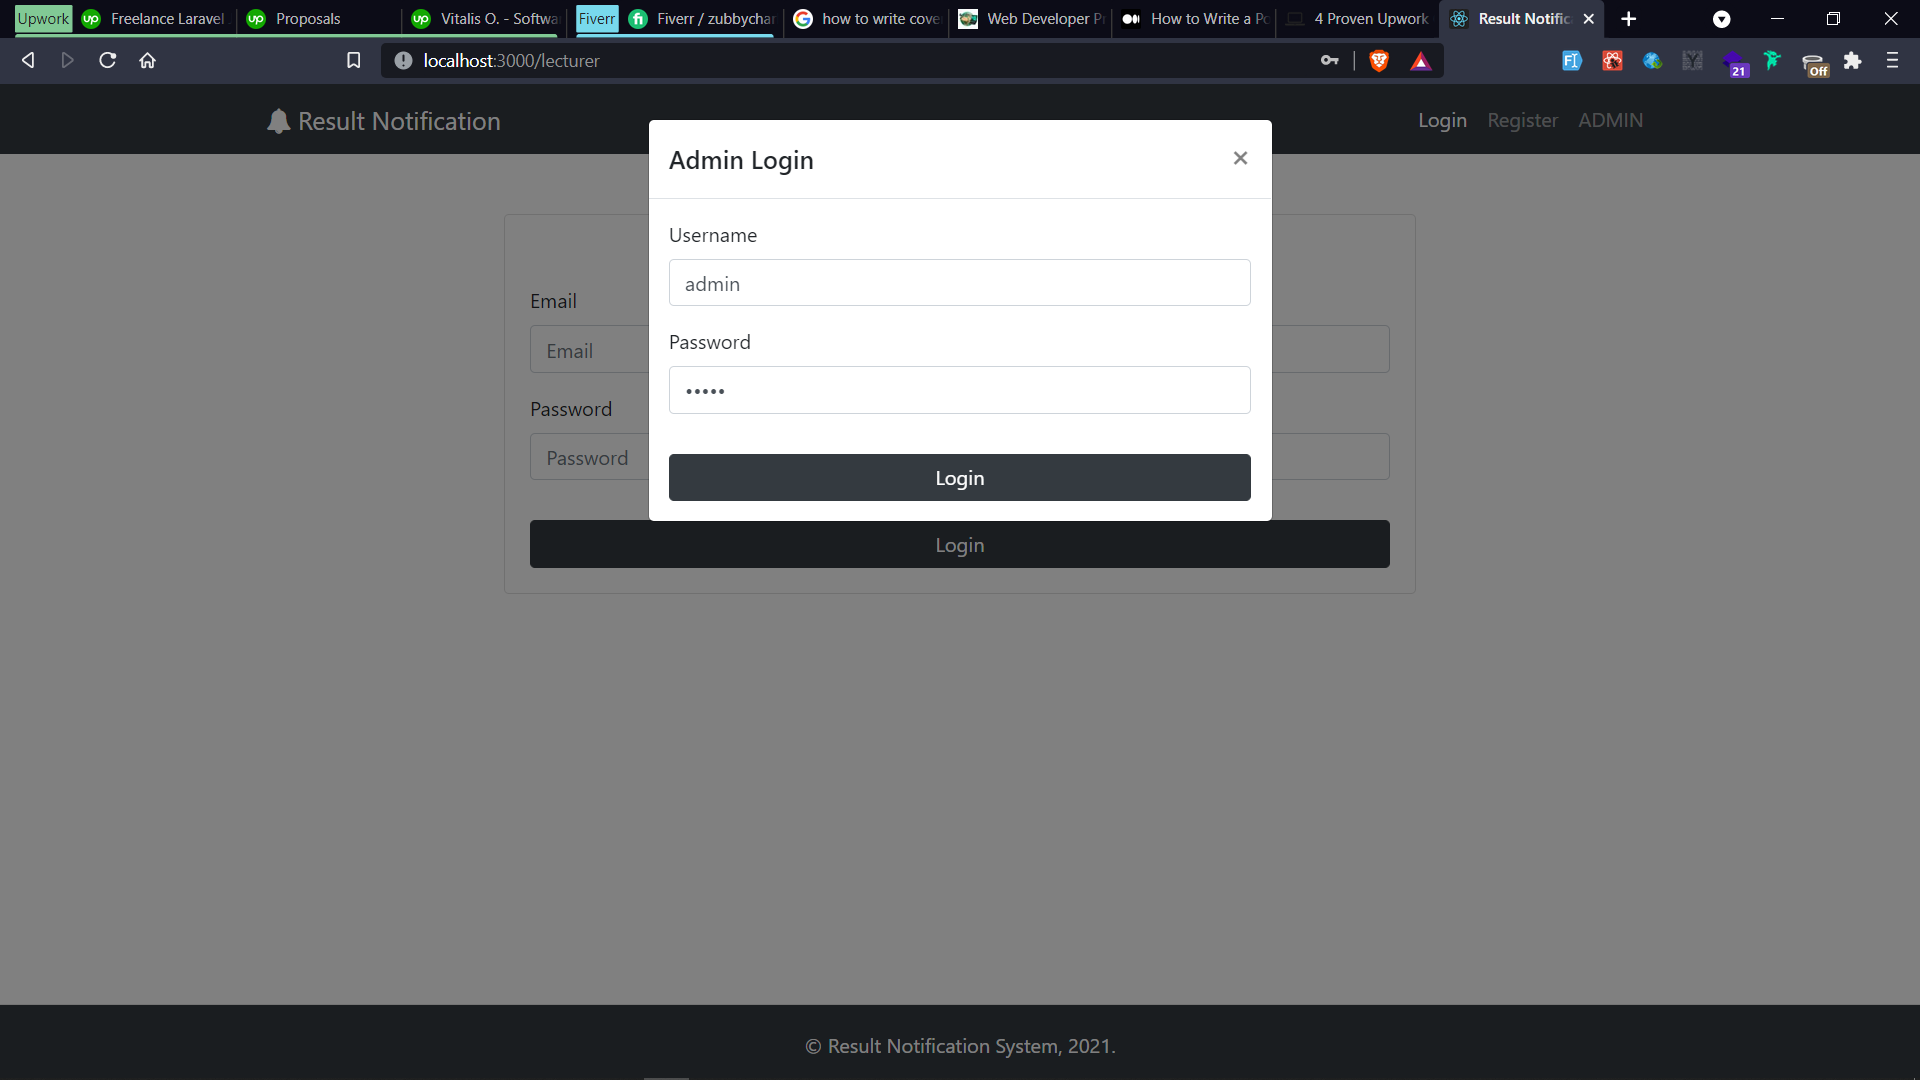 Upwork
Freelance Laravel
Proposals
Vitalis O. - Softwa
Fiverr
Fiverr / zubbychar
how to write cove
Web Developer Pr
How to Write a Po
4 Proven Upwork
Result Notific
localhost:3000/lecturer
21
Off
Result Notification
Login
Register
ADMIN
Admin Login
×
Username
admin
Password
•••••
Login
Email
Email
Password
Password
Login
© Result Notification System, 2021.